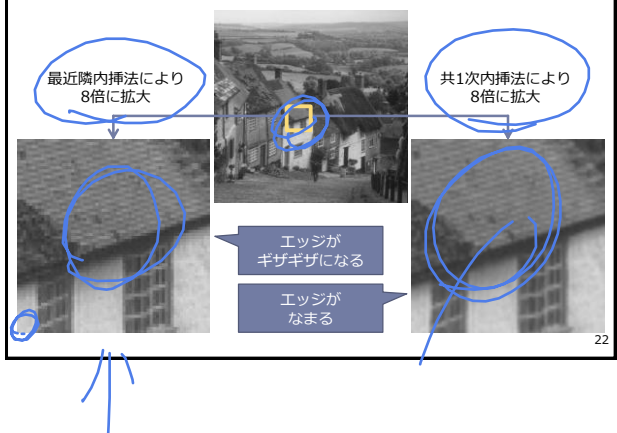 最近隣内挿法により
8倍に拡大
共1次内挿法により
8倍に拡大
エッジが
ギザギザになる
エッジが
なまる
22